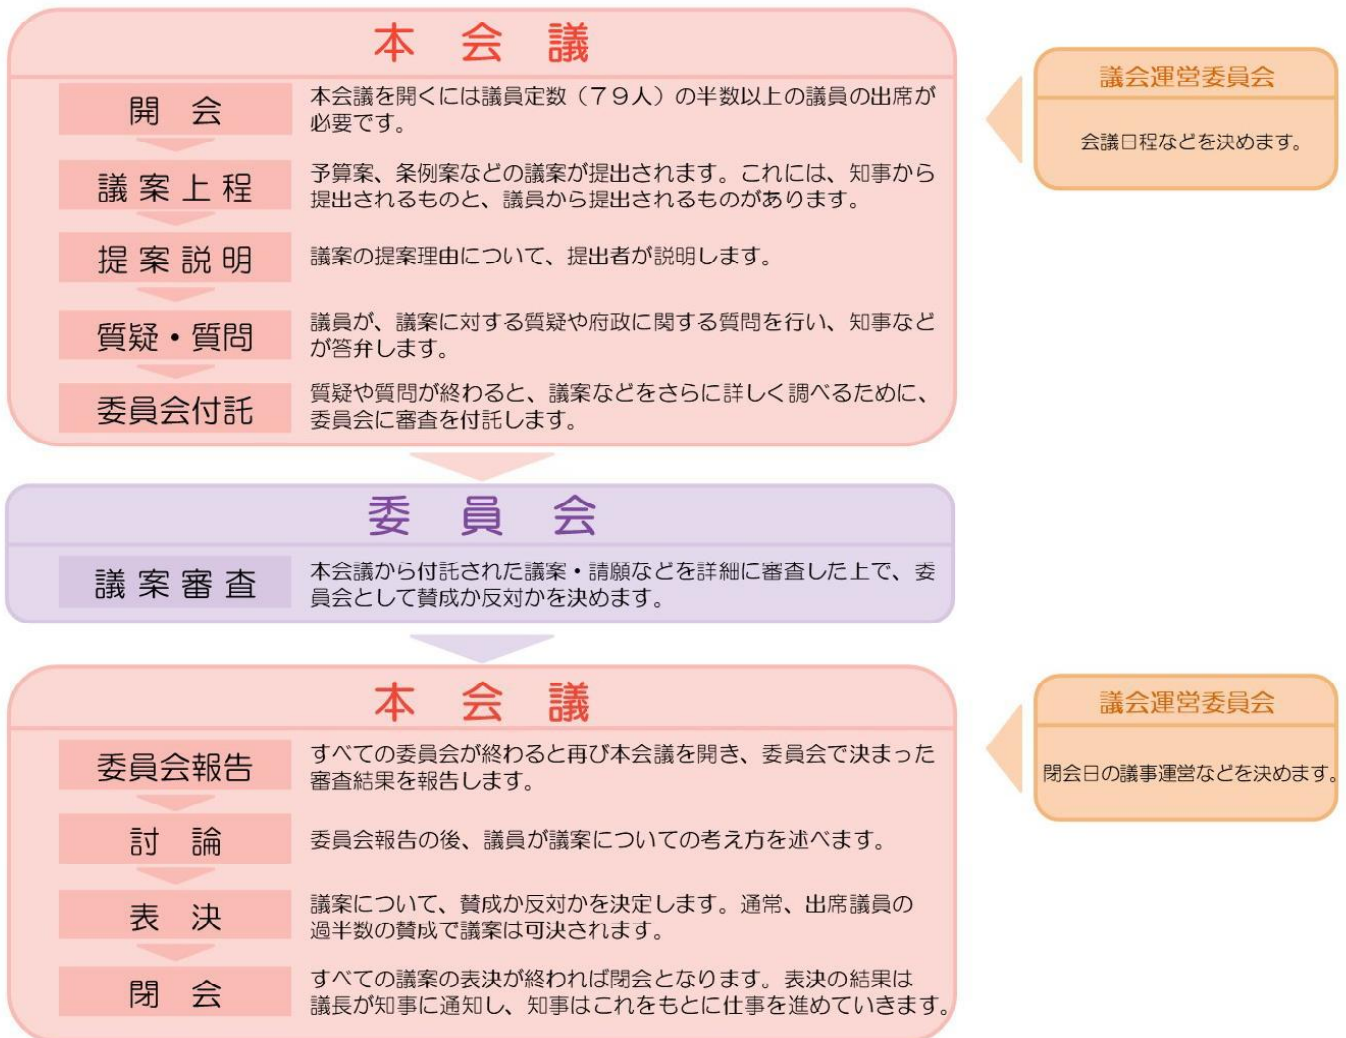 本 会 議
開 会
本会議を開くには議員定数（７９人）の半数以上の議員の出席が
必要です。
議 案 上 程
予算案、条例案などの議案が提出されます。これには、知事から
提出されるものと、議員から提出されるものがあります。
提 案 説 明
議案の提案理由について、提出者が説明します。
質疑・質問
議員が、議案に対する質疑や府政に関する質問を行い、知事など
が答弁します。
委員会付託
質疑や質問が終わると、議案などをさらに詳しく調べるために、
委員会に審査を付託します。
議会運営委員会
会議日程などを決めます。
委 員 会
議 案 審 査
本会議から付託された議案・請願などを詳細に審査した上で、委
員会として賛成か反対かを決めます。
本 会 議
委員会報告
すべての委員会が終わると再び本会議を開き、委員会で決まった
審査結果を報告します。
討 論
委員会報告の後、議員が議案についての考え方を述べます。
表 決
議案について、賛成か反対かを決定します。通常、出席議員の
過半数の賛成で議案は可決されます。
閉 会
すべての議案の表決が終われば閉会となります。表決の結果は
議長が知事に通知し、知事はこれをもとに仕事を進めていきます。
議会運営委員会
閉会日の議事運営などを決めます。